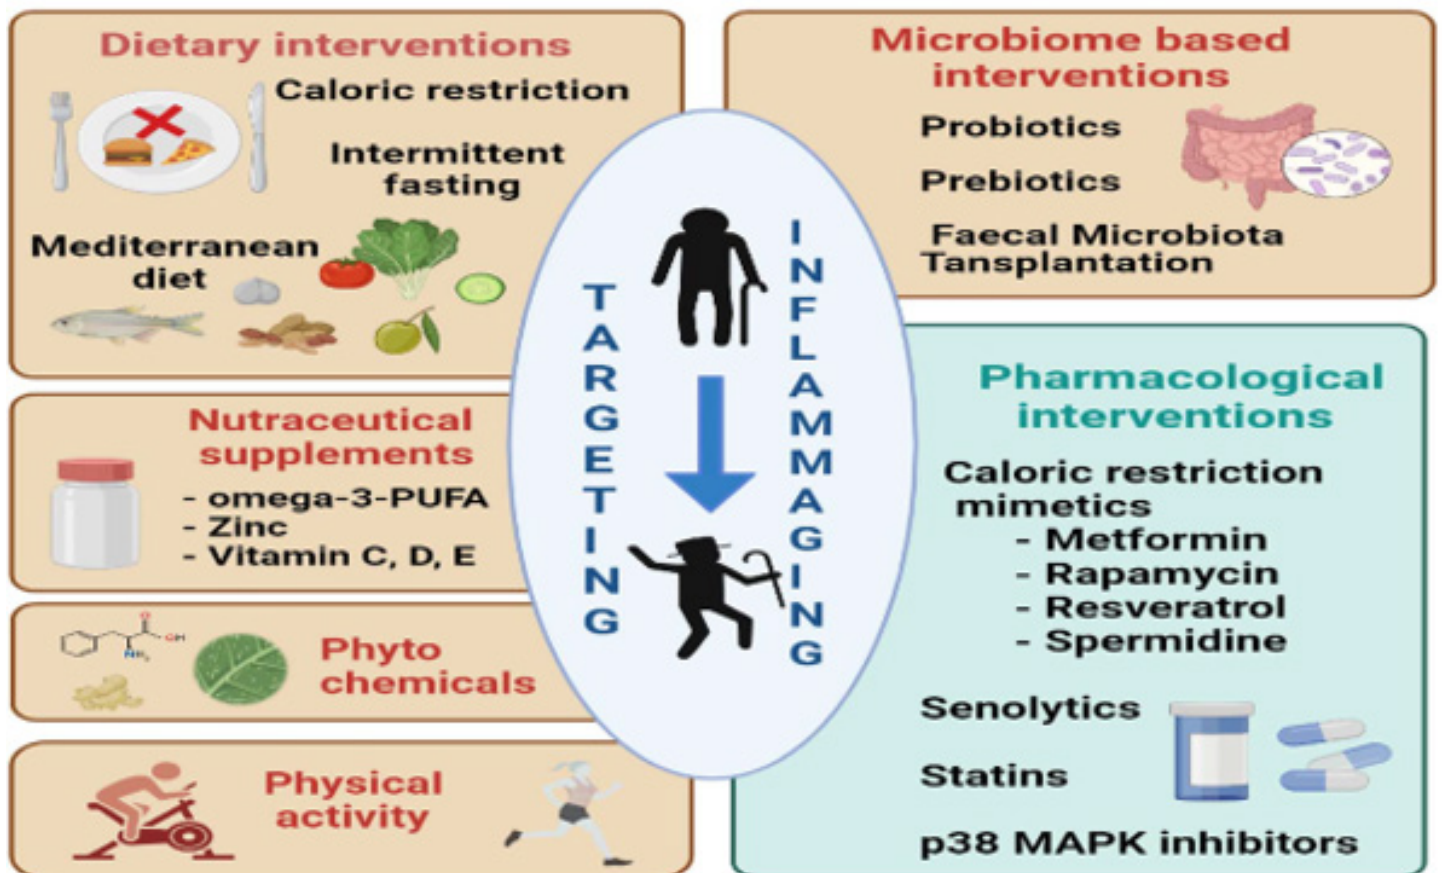 Dietary interventions
Caloric restriction
Intermittent
fasting
Mediterranean
diet
Nutraceutical
supplements
- omega-3-PUFA
- Zinc
- Vitamin C, D, E
OH
O
NH₂
Phyto
chemicals
Physical
activity
TARGETING
INFLAMMAGING
Microbiome based
interventions
Probiotics
Prebiotics
Faecal Microbiota
Tansplantation
Pharmacological
interventions
Caloric restriction
mimetics
- Metformin
- Rapamycin
- Resveratrol
- Spermidine
Senolytics
Statins
p38 MAPK inhibitors